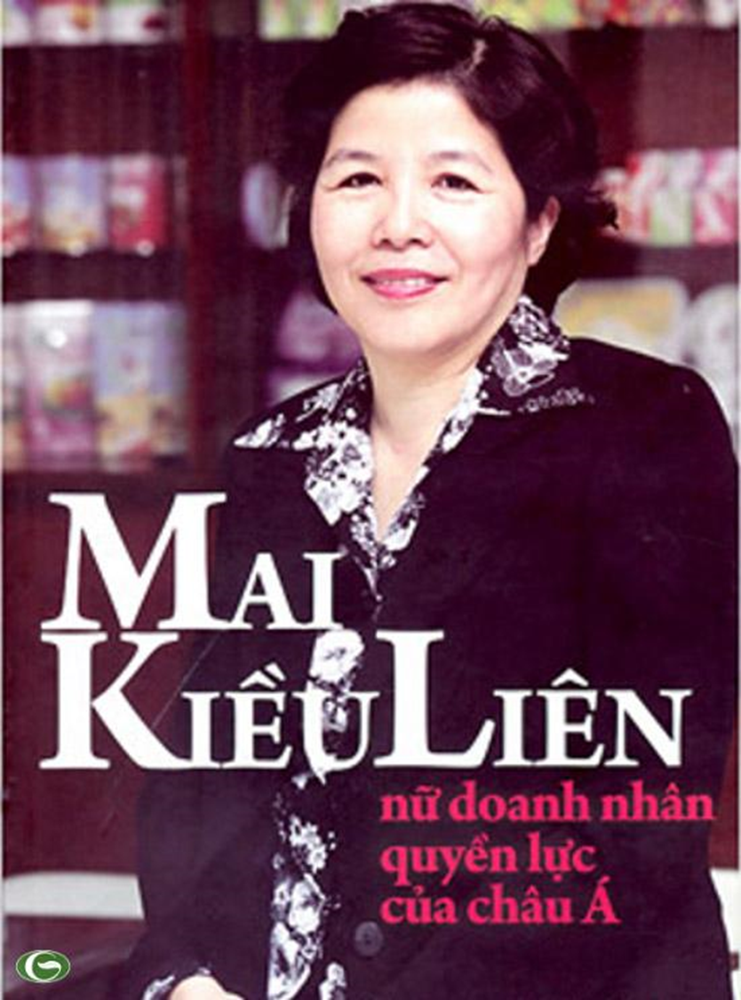 MAI
KIỀU LIÊN
nữ doanh nhân
quyền lực
của châu Á